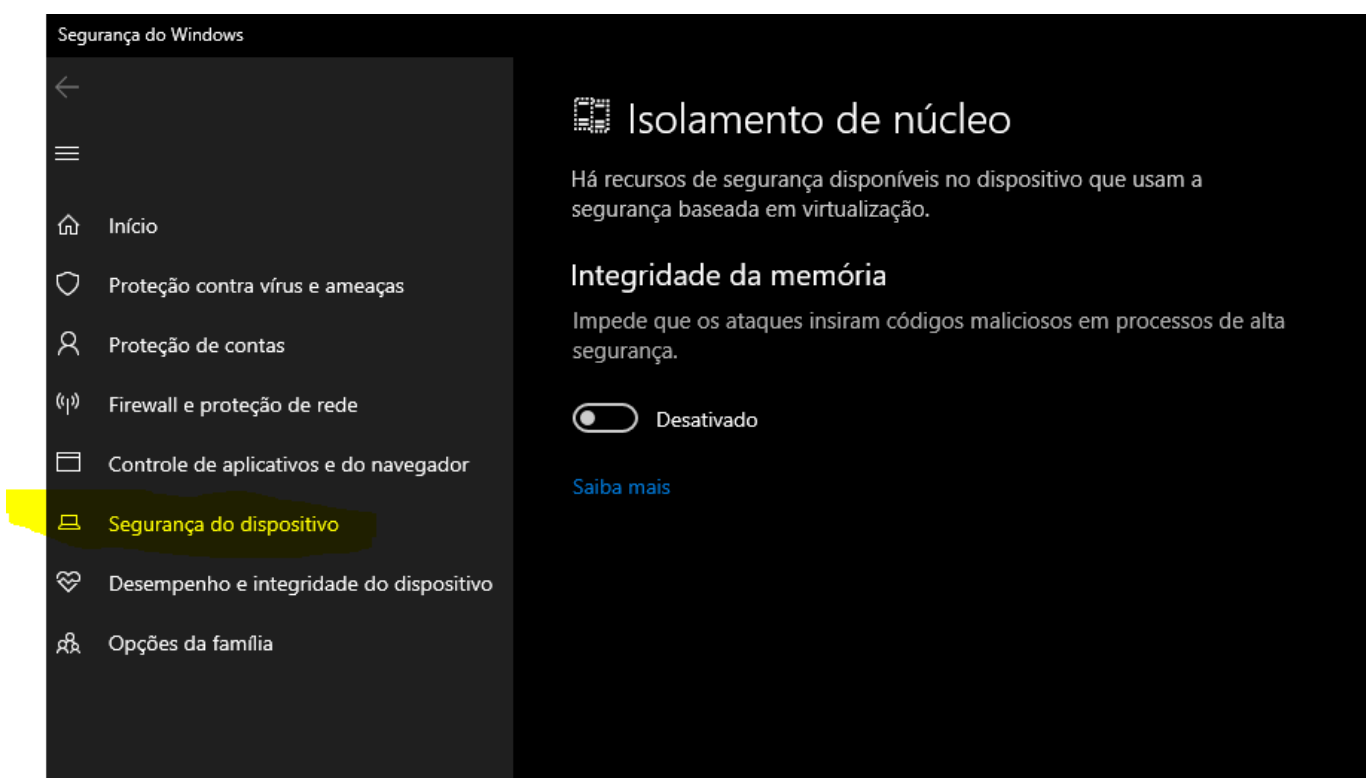 Segurança do Windows
Início
Proteção contra vírus e ameaças
Proteção de contas
Firewall e proteção de rede
Controle de aplicativos e do navegador
Segurança do dispositivo
Desempenho e integridade do dispositivo
Opções da família
Isolamento de núcleo
Há recursos de segurança disponíveis no dispositivo que usam a
segurança baseada em virtualização.
Integridade da memória
Impede que os ataques insiram códigos maliciosos em processos de alta
segurança.
Desativado
Saiba mais